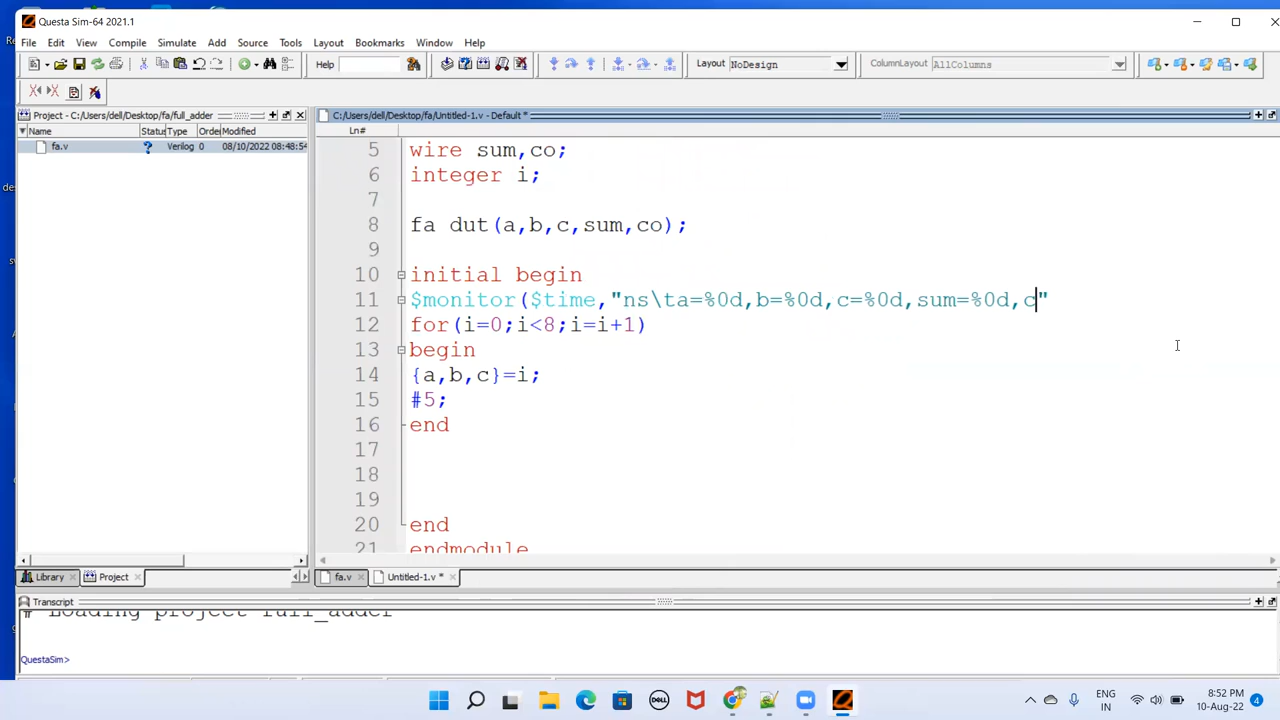 Questa Sim-64 2021.1
File Edit View Compile Simulate Add Source Tools Layout Bookmarks Window Help
Help Layout NoDesign ColumnLayout AllColumns
Project - C:/Users/dell/Desktop/fa/full_adder
C:/Users/dell/Desktop/fa/Untitled-1.v - Default *
Name Status Type Order Modified
Ln#
fa.v Verilog 0 08/10/2022 08:48:54
5 wire sum,co;
6 integer i;
7
8 fa dut(a,b,c,sum,co);
9
10 initial begin
11 $monitor($time,"ns\ta=%0d,b=%0d,c=%0d,sum=%0d,c"
12 for(i=0;i<8;i=i+1)
13 begin
14 {a,b,c}=i;
15 #5;
16 end
17
18
19
20 end
21 endmodule
Library Project fa.v Untitled-1.v *
Transcript
# Loading project full_adder
QuestaSim>
DELL
ENG
IN
:52 PM
10-Aug-22
4